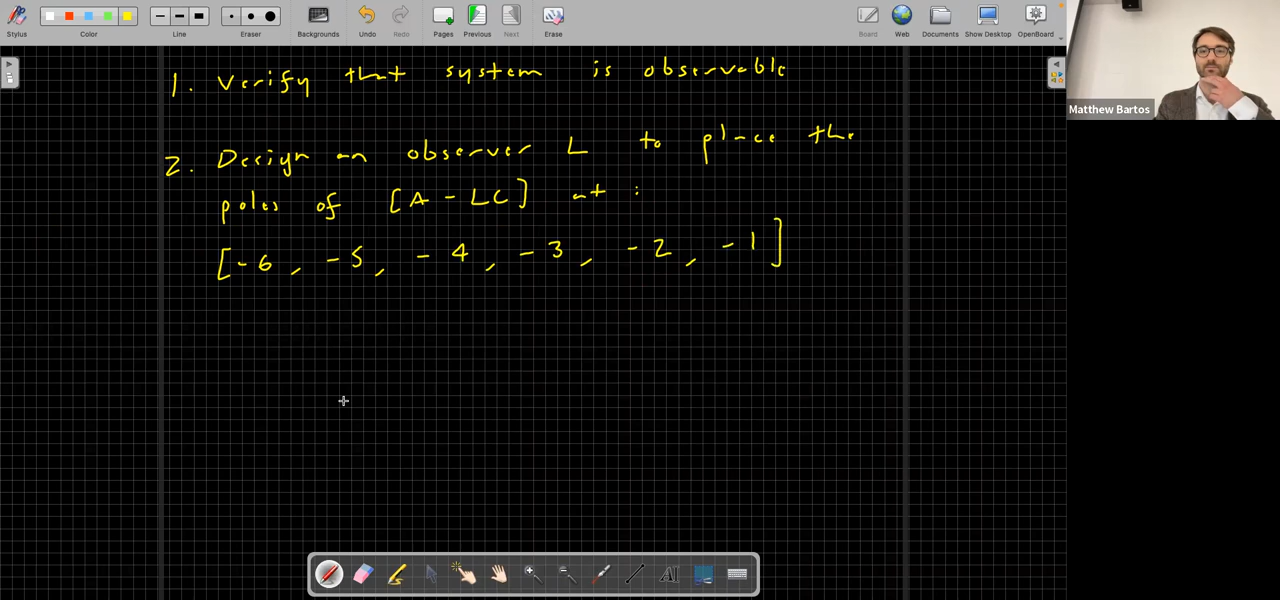 Stylus Color Line Eraser Backgrounds Undo Redo Pages Previous Next Erase Board Web Documents Show Desktop OpenBoard
1. Verify that system is observable
2. Design an observer L to place the
poles of [A - LC] at :
[-6, -5, -4, -3, -2, -1]
Matthew Bartos